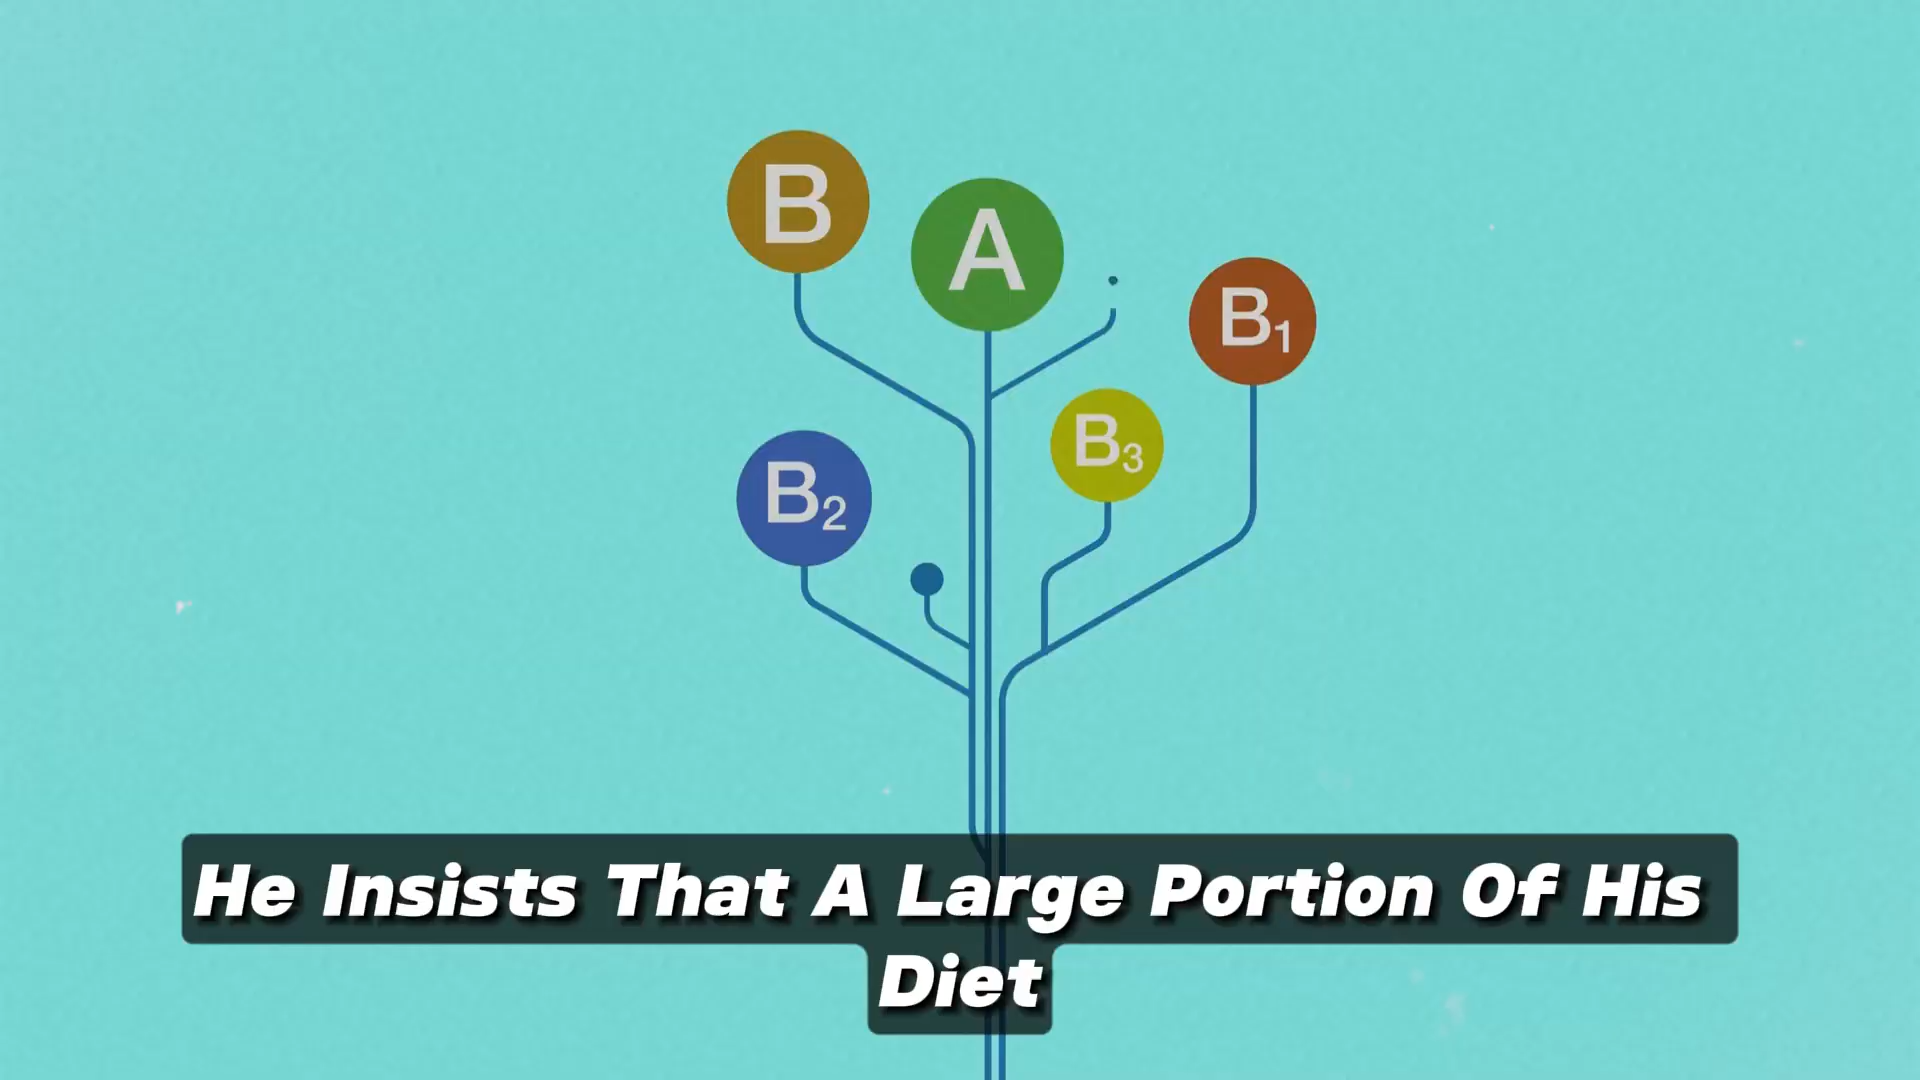 B
A
B₁
B₃
B₂
He Insists That A Large Portion Of His
Diet